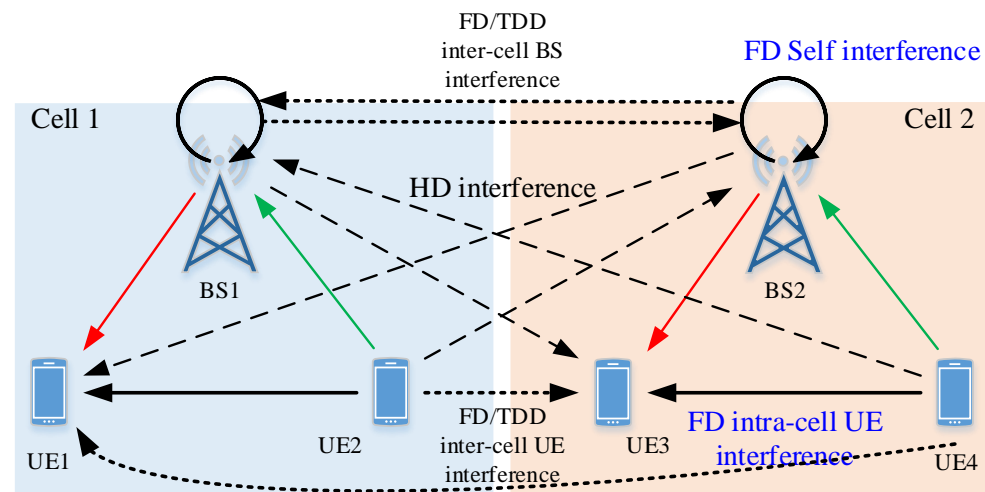 FD/TDD
inter-cell BS
interference
FD Self interference
Cell 1
Cell 2
HD interference
BS1
BS2
UE1
UE2
FD/TDD
inter-cell UE
interference
UE3
FD intra-cell UE
interference
UE4